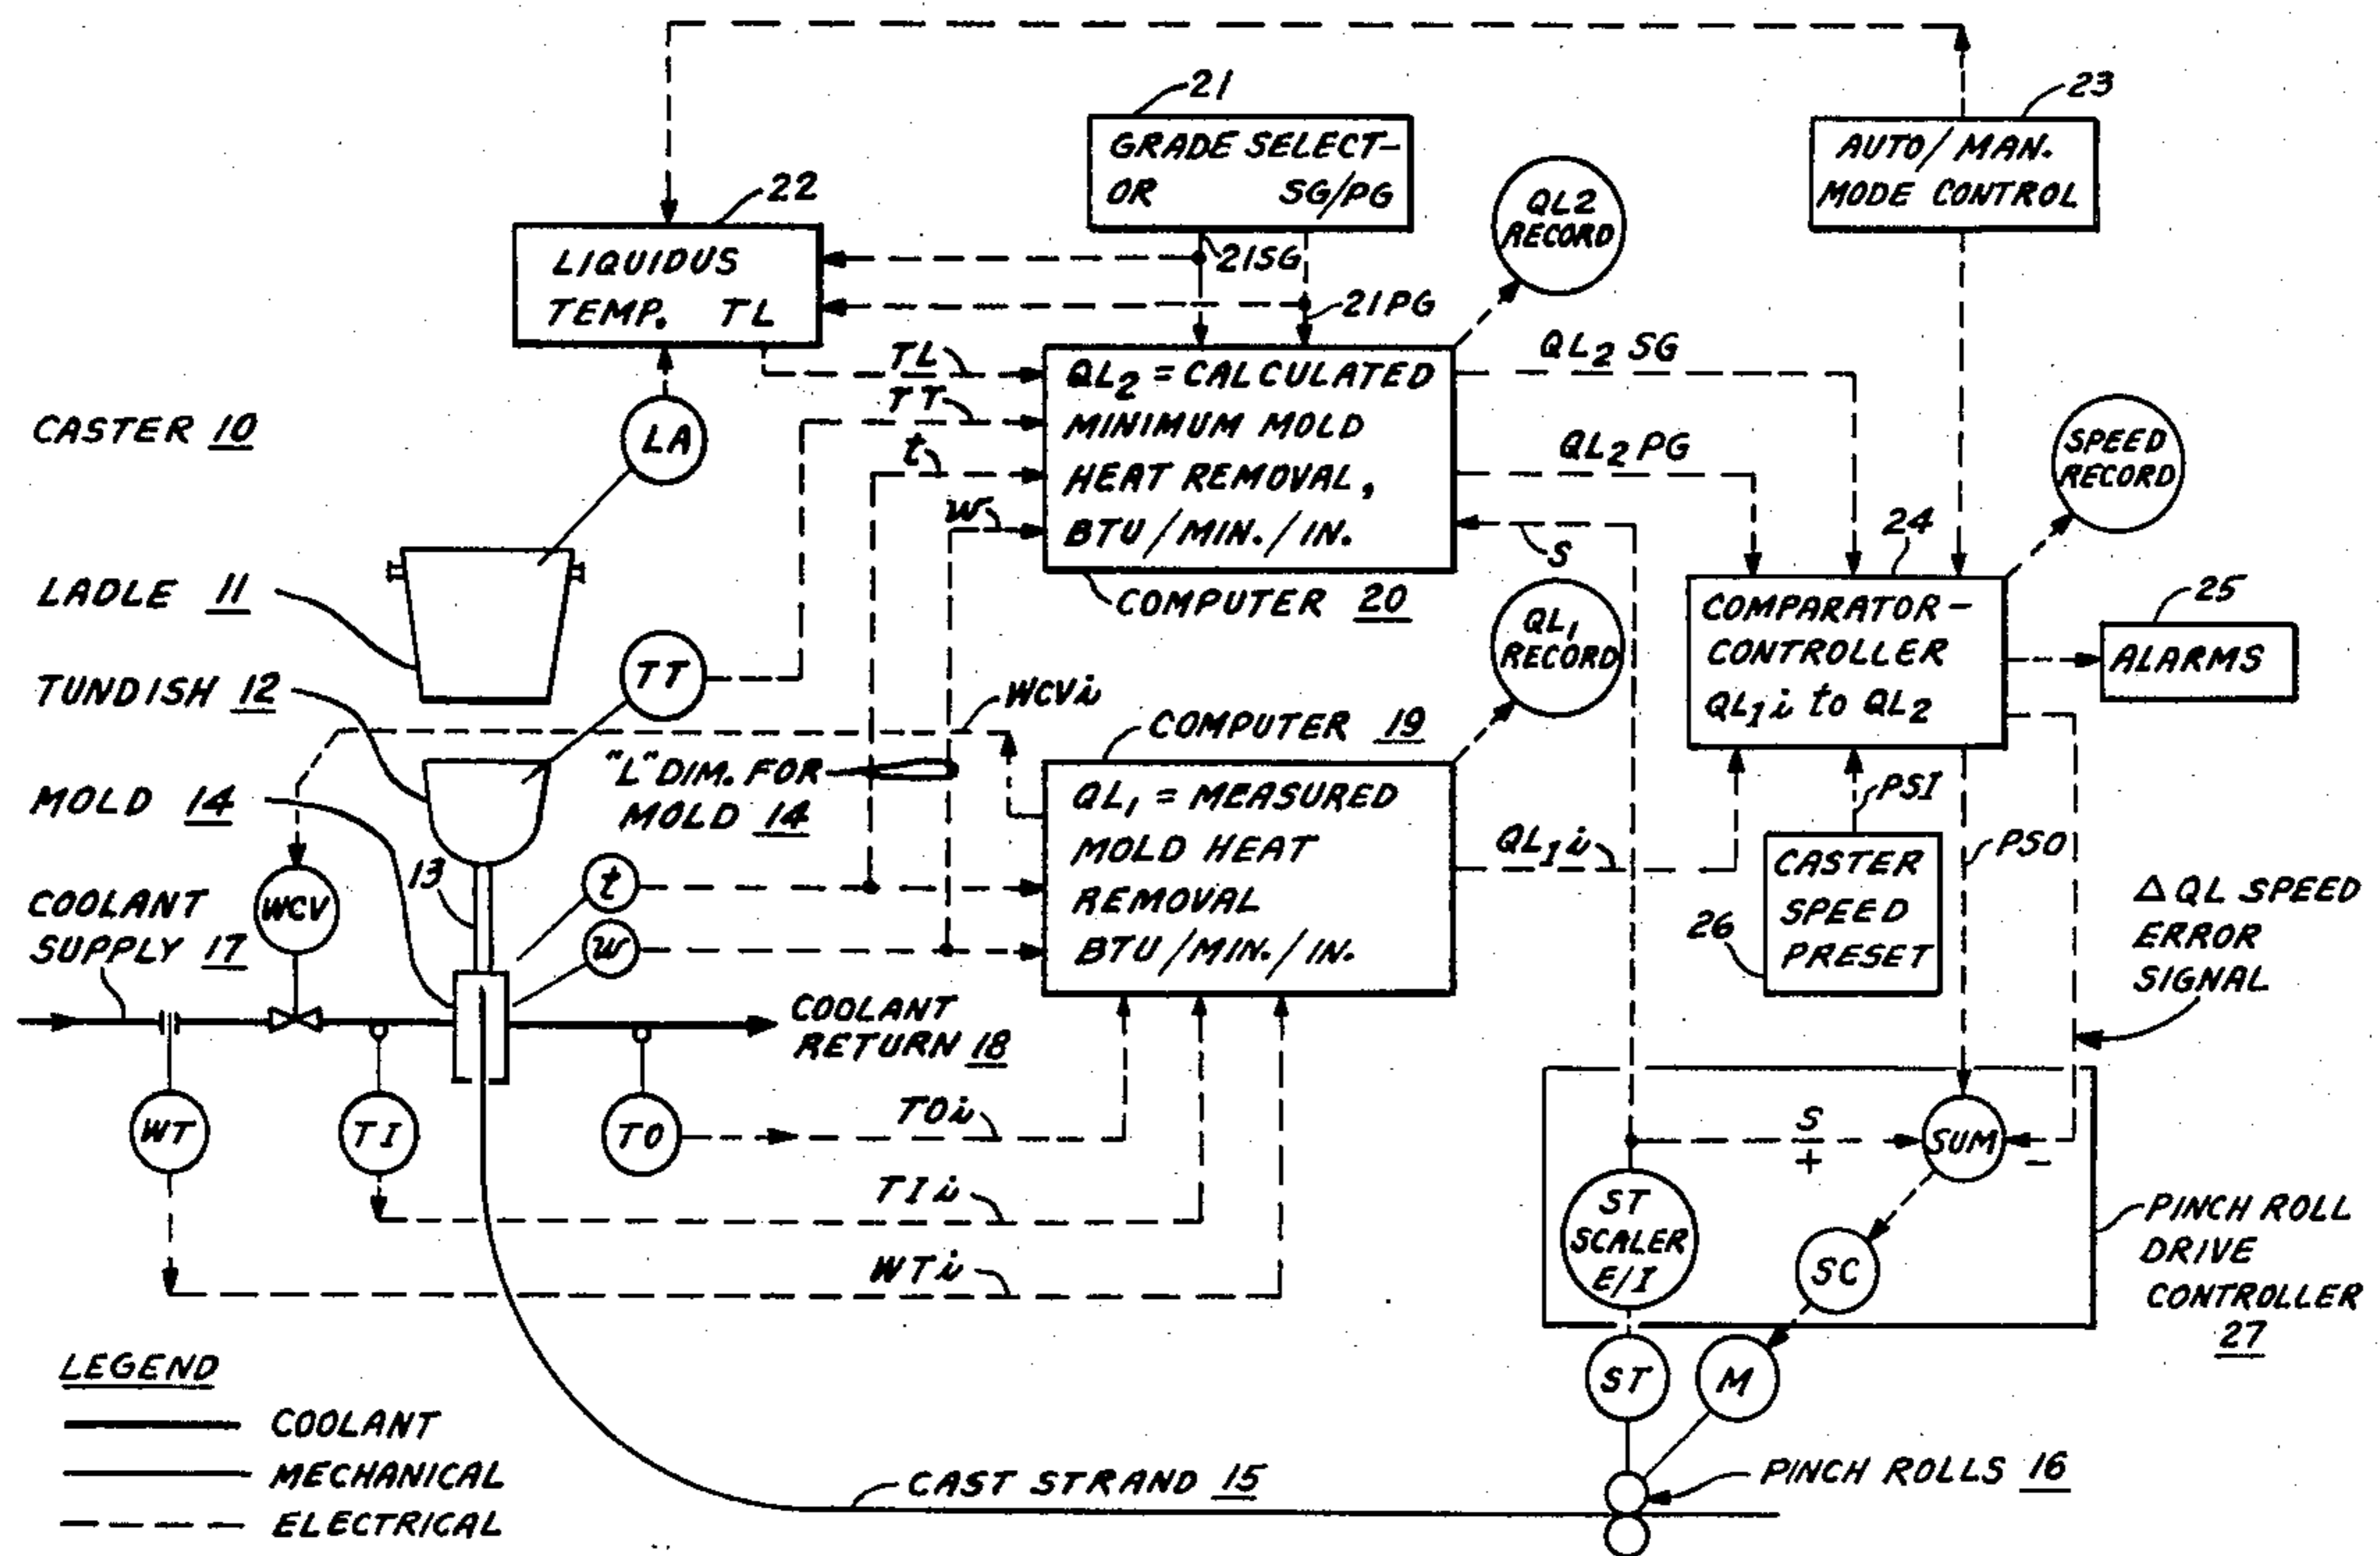 21
GRADE SELECT-
OR SG/PG
23
AUTO/MAN.
MODE CONTROL
22
LIQUIDUS
TEMP. TL
QL2
RECORD
21SG
21PG
CASTER 10
LA
TL
TT
t
w
QL2 = CALCULATED
MINIMUM MOLD
HEAT REMOVAL,
BTU/MIN./IN.
COMPUTER 20
QL2 SG
QL2 PG
S
SPEED
RECORD
24
COMPARATOR-
CONTROLLER
QL1i to QL2
25
ALARMS
LADLE 11
TUNDISH 12
TT
MOLD 14
"L" DIM. FOR
MOLD 14
WCVi
COMPUTER 19
QL1
RECORD
QL1 = MEASURED
MOLD HEAT
REMOVAL
BTU/MIN./IN.
QL1i
PSI
PSO
26
CASTER
SPEED
PRESET
ΔQL SPEED
ERROR
SIGNAL
13
t
w
WCV
COOLANT
SUPPLY 17
COOLANT
RETURN 18
WT
TI
TO
TOi
TIi
WTi
S
+
SUM
-
ST
SCALER
E/I
SC
PINCH ROLL
DRIVE
CONTROLLER
27
ST
M
LEGEND
COOLANT
MECHANICAL
ELECTRICAL
CAST STRAND 15
PINCH ROLLS 16